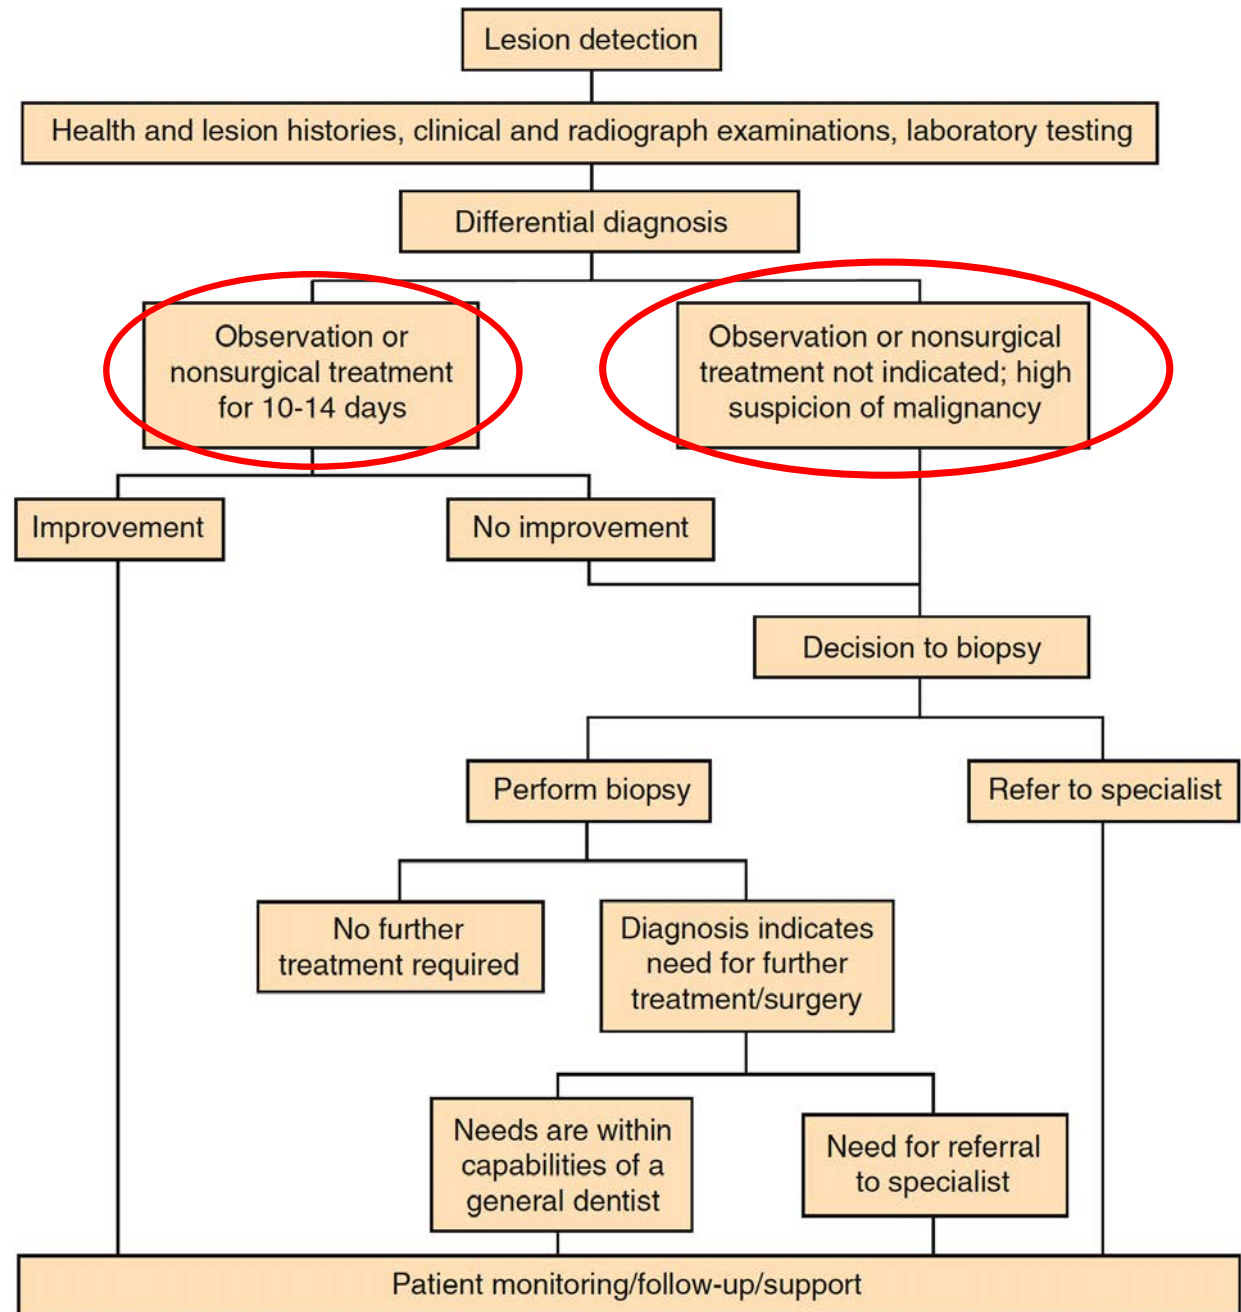 Lesion detection
Health and lesion histories, clinical and radiograph examinations, laboratory testing
Differential diagnosis
Observation or
nonsurgical treatment
for 10-14 days
Observation or nonsurgical
treatment not indicated; high
suspicion of malignancy
Improvement
No improvement
Decision to biopsy
Perform biopsy
Refer to specialist
No further
treatment required
Diagnosis indicates
need for further
treatment/surgery
Needs are within
capabilities of a
general dentist
Need for referral
to specialist
Patient monitoring/follow-up/support